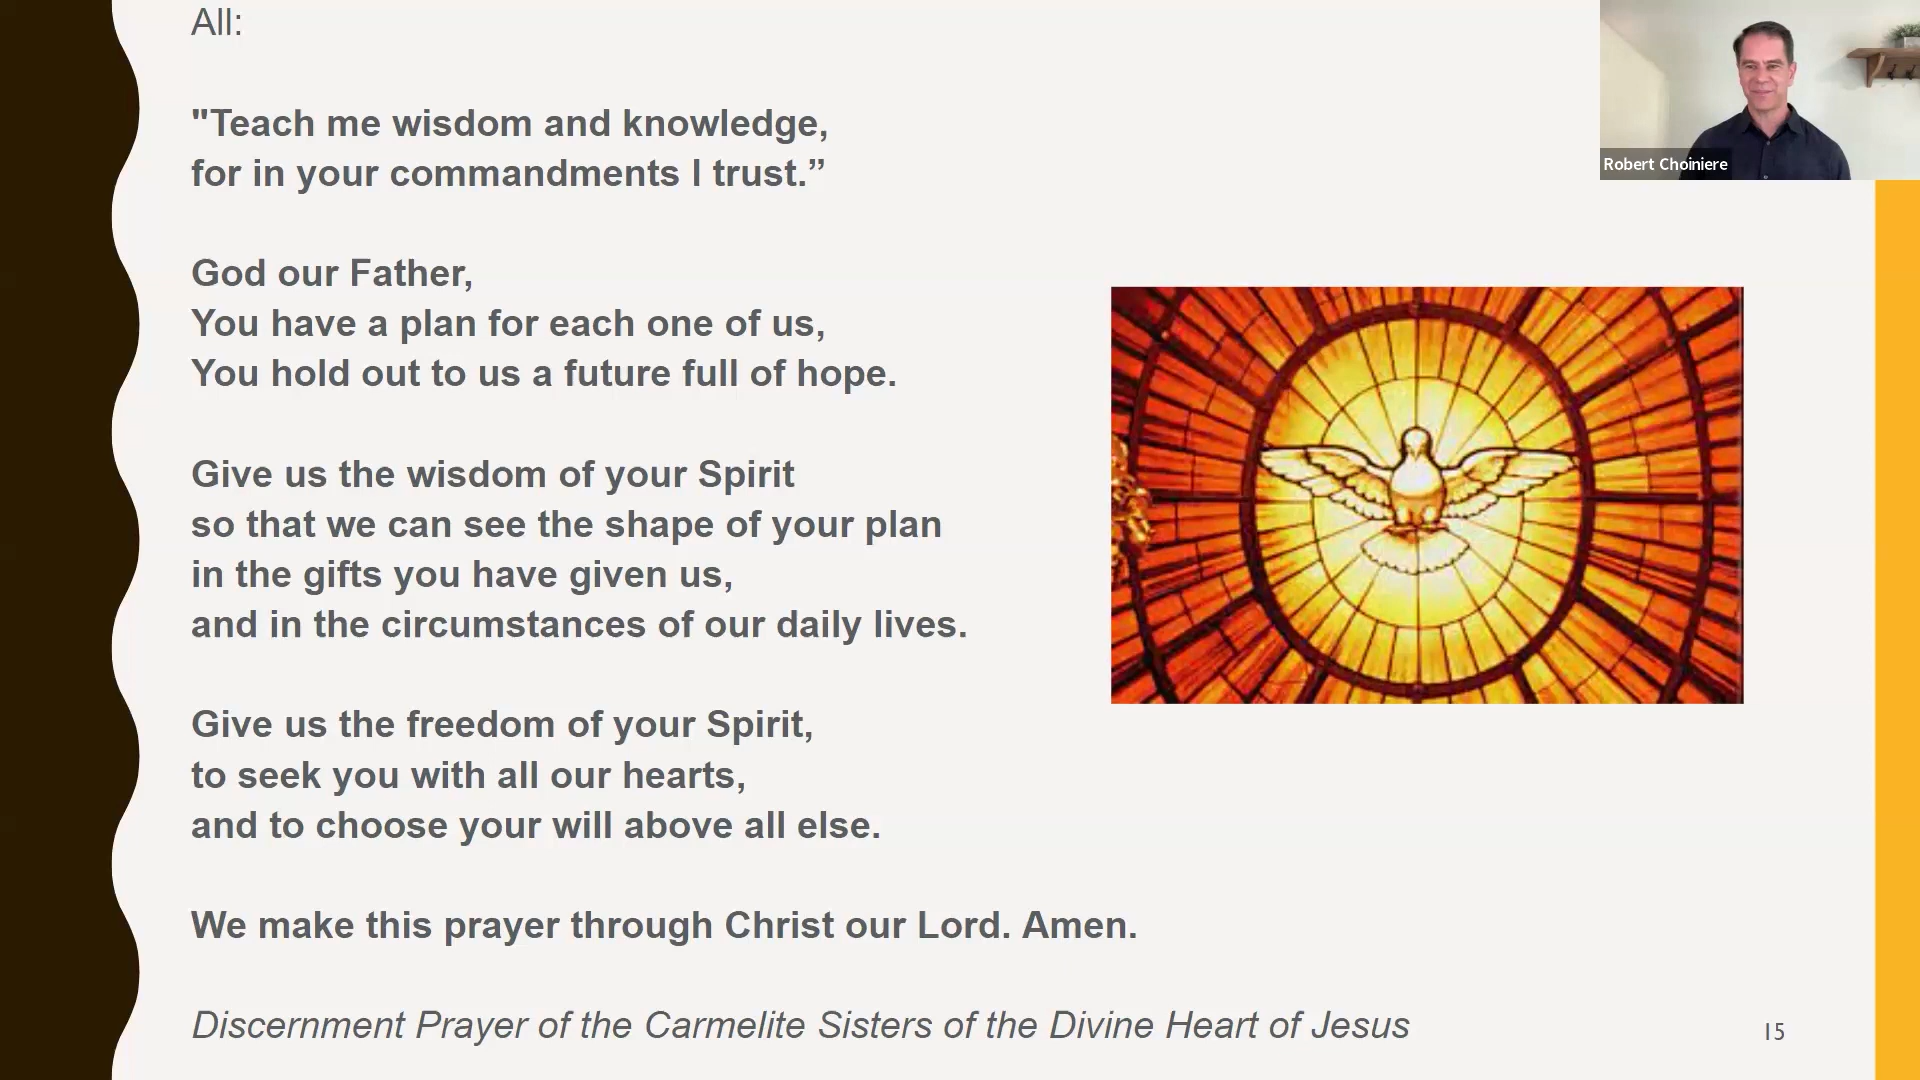 All:
"Teach me wisdom and knowledge,
for in your commandments I trust.”
God our Father,
You have a plan for each one of us,
You hold out to us a future full of hope.
Give us the wisdom of your Spirit
so that we can see the shape of your plan
in the gifts you have given us,
and in the circumstances of our daily lives.
Give us the freedom of your Spirit,
to seek you with all our hearts,
and to choose your will above all else.
We make this prayer through Christ our Lord. Amen.
Discernment Prayer of the Carmelite Sisters of the Divine Heart of Jesus
15
Robert Choiniere